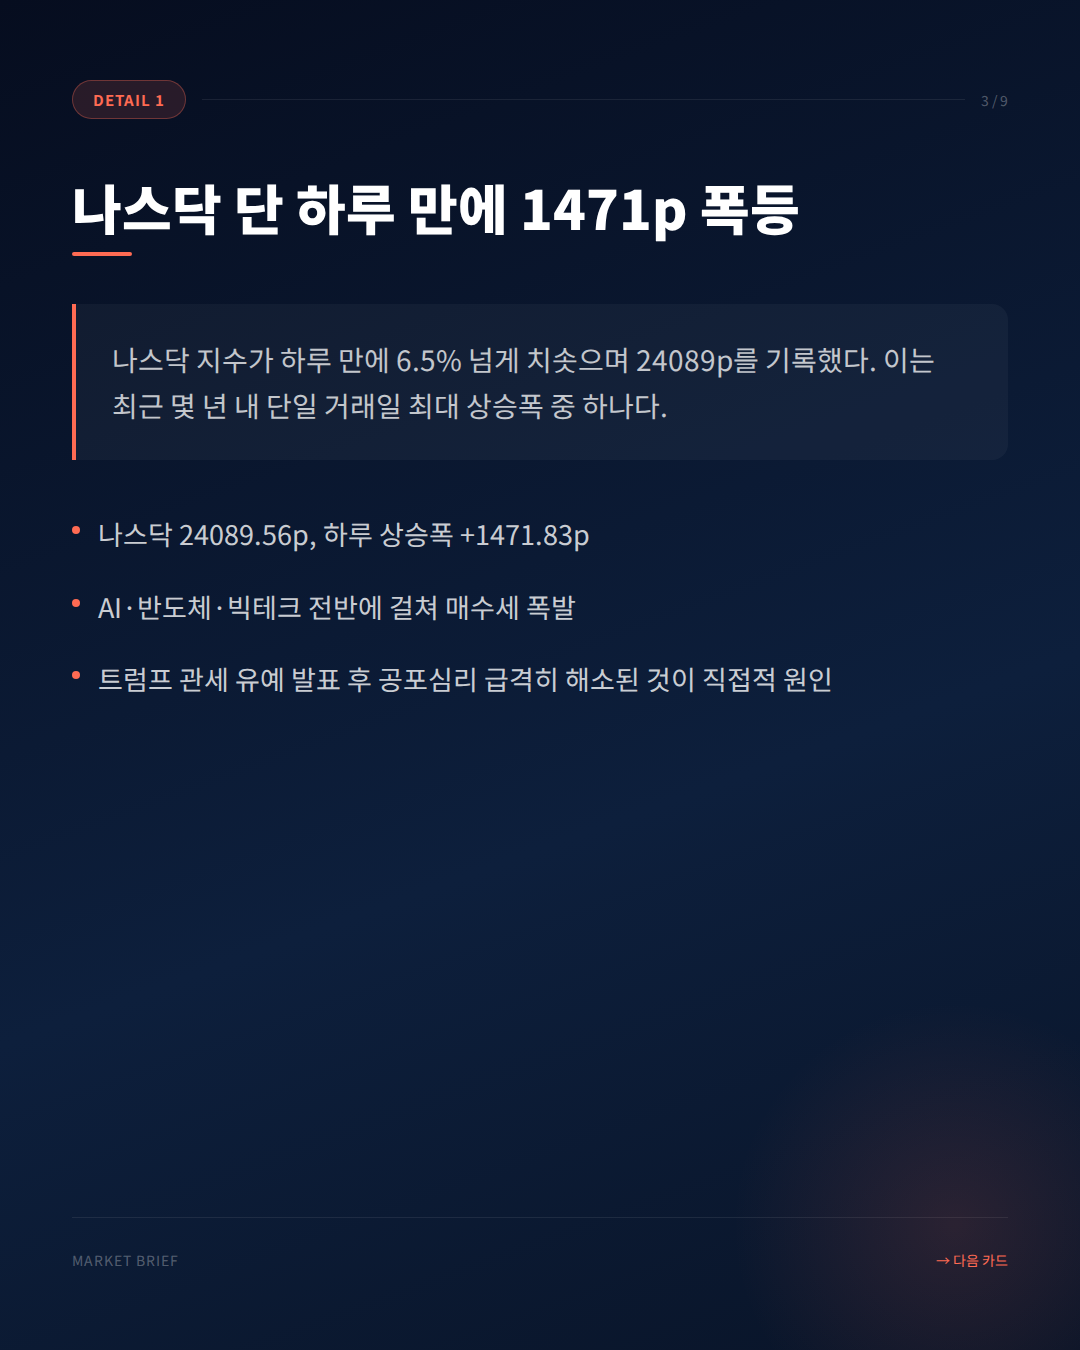 DETAIL 1
3 / 9
나스닥 단 하루 만에 1471p 폭등
나스닥 지수가 하루 만에 6.5% 넘게 치솟으며 24089p를 기록했다. 이는
최근 몇 년 내 단일 거래일 최대 상승폭 중 하나다.
나스닥 24089.56p, 하루 상승폭 +1471.83p
AI·반도체·빅테크 전반에 걸쳐 매수세 폭발
트럼프 관세 유예 발표 후 공포심리 급격히 해소된 것이 직접적 원인
MARKET BRIEF
→ 다음 카드